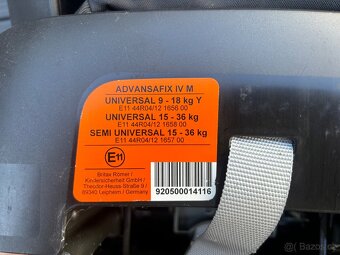 ADVANSAFIX IV M
UNIVERSAL 9 - 18 kg Y
E11 44R04/12 1656 00
UNIVERSAL 15 - 36 kg
E11 44R04/12 1658 00
SEMI UNIVERSAL 15 - 36 kg
E11 44R04/12 1657 00
E11
Britax Römer /
Kindersicherheit GmbH /
Theodor-Heuss-Straße 9 /
89340 Leipheim / Germany
920500014116
Bazoš.cz